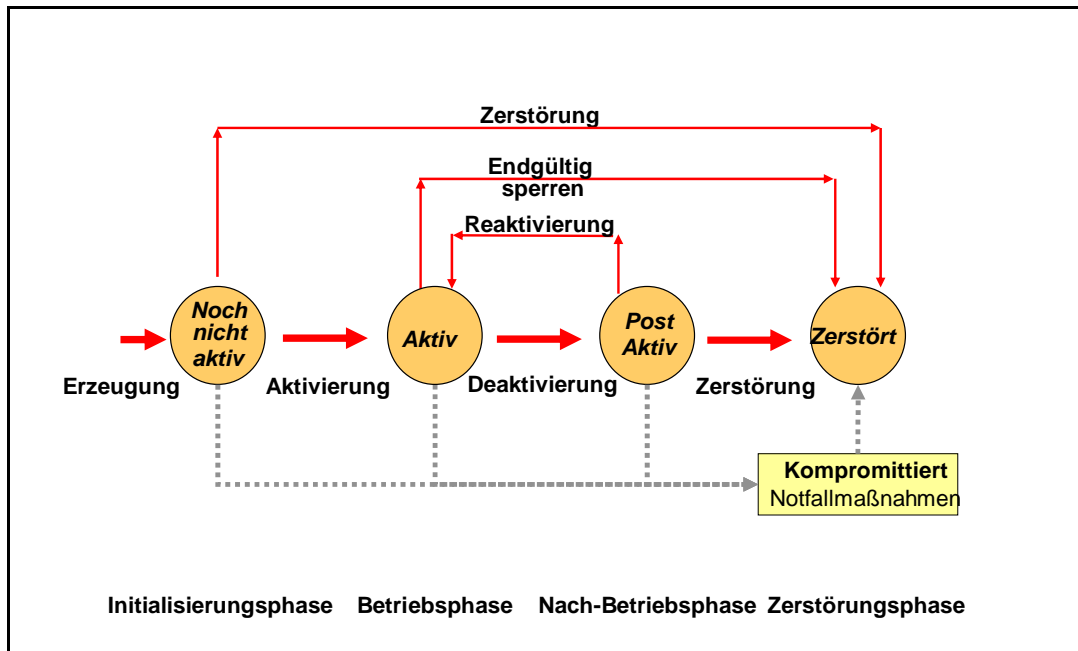 Zerstörung
Endgültig
sperren
Reaktivierung
Noch
nicht
aktiv
Aktiv
Post
Aktiv
Zerstört
Erzeugung
Aktivierung
Deaktivierung
Zerstörung
Kompromittiert
Notfallmaßnahmen
Initialisierungsphase
Betriebsphase
Nach-Betriebsphase
Zerstörungsphase